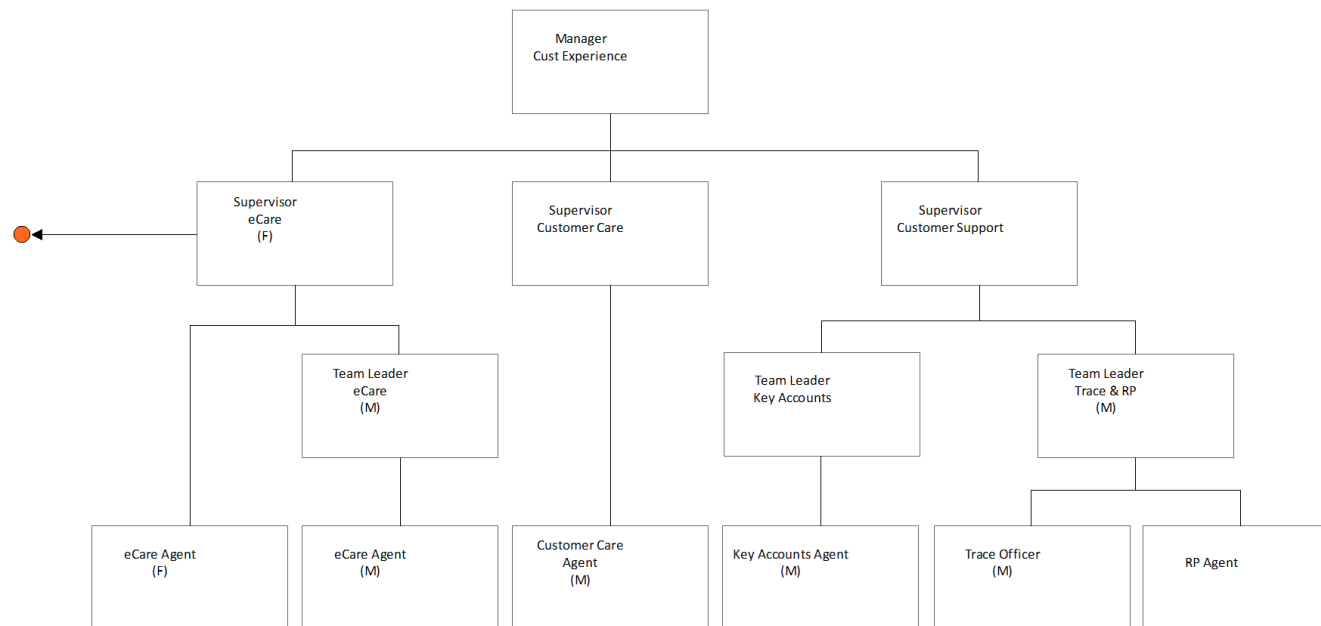 Manager
Cust Experience
Supervisor
eCare
(F)
Supervisor
Customer Care
Supervisor
Customer Support
Team Leader
eCare
(M)
Team Leader
Key Accounts
Team Leader
Trace & RP
(M)
eCare Agent
(F)
eCare Agent
(M)
Customer Care
Agent
(M)
Key Accounts Agent
(M)
Trace Officer
(M)
RP Agent